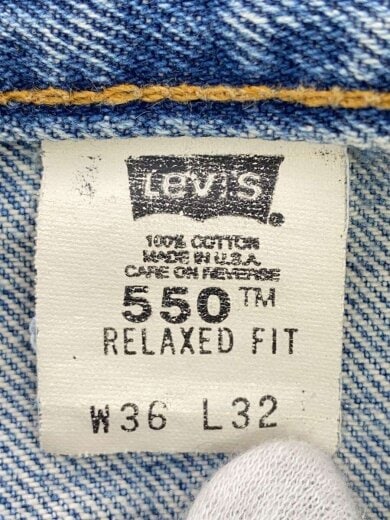 LeVI'S
®
100% COTTON
MADE IN U.S.A.
CARE ON REVERSE
550™
RELAXED FIT
W36 L32